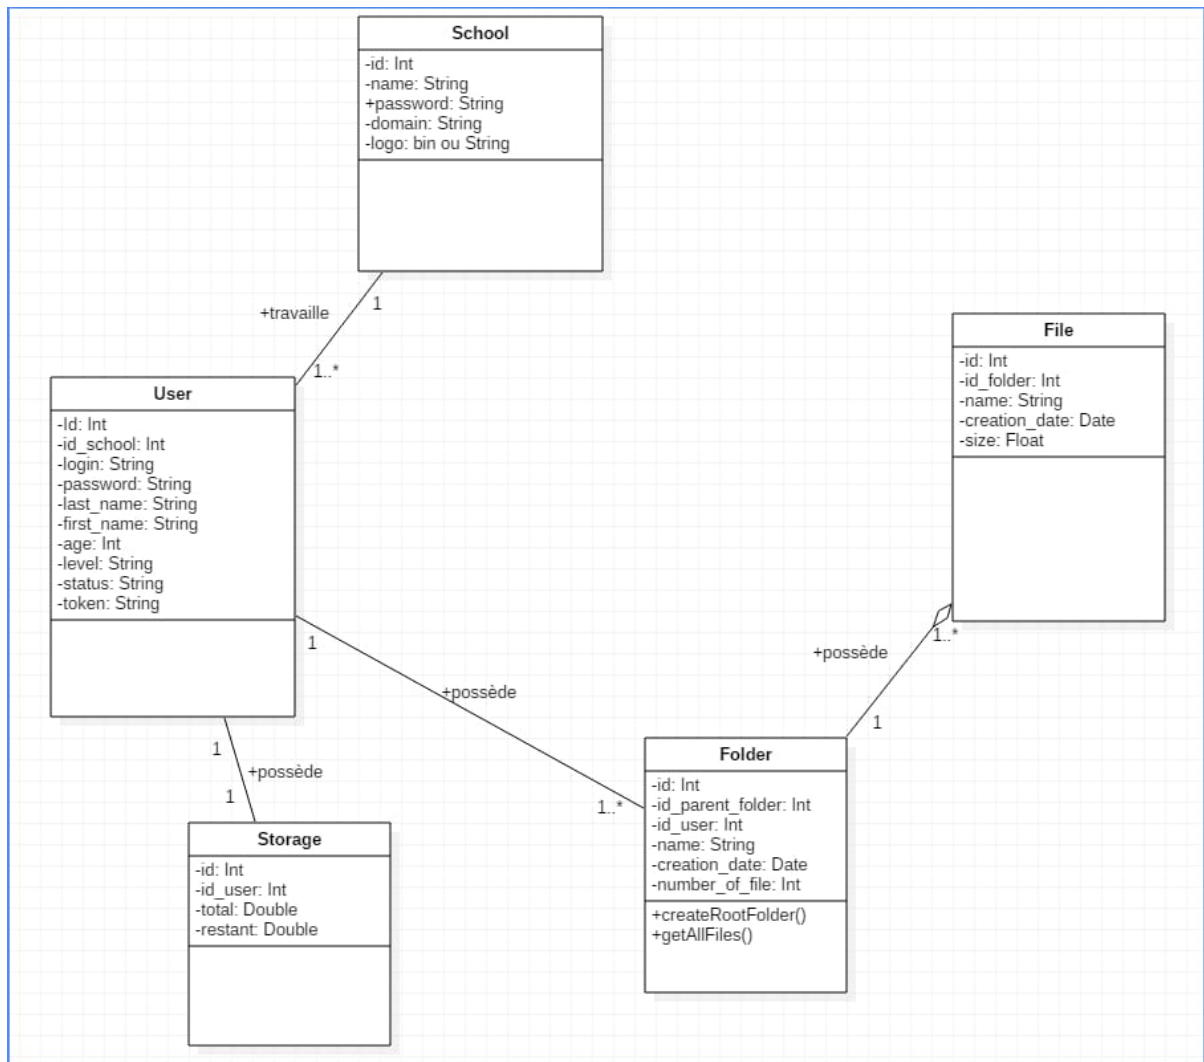 School
-id: Int
-name: String
+password: String
-domain: String
-logo: bin ou String
+travaille
1
1..*
User
-Id: Int
-id_school: Int
-login: String
-password: String
-last_name: String
-first_name: String
-age: Int
-level: String
-status: String
-token: String
File
-id: Int
-id_folder: Int
-name: String
-creation_date: Date
-size: Float
1..*
+possède
1
1
+possède
1..*
1
+possède
1
Folder
-id: Int
-id_parent_folder: Int
-id_user: Int
-name: String
-creation_date: Date
-number_of_file: Int
+createRootFolder()
+getAllFiles()
Storage
-id: Int
-id_user: Int
-total: Double
-restant: Double